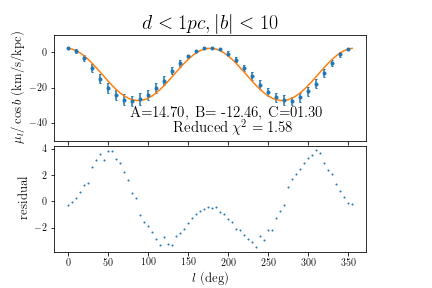 d < 1pc, |b| < 10
μ_l/ cos b (km/s/kpc)
0
−20
−40
A=14.70, B= -12.46, C=01.30
Reduced χ² = 1.58
residual
4
2
0
−2
0 50 100 150 200 250 300 350
l (deg)